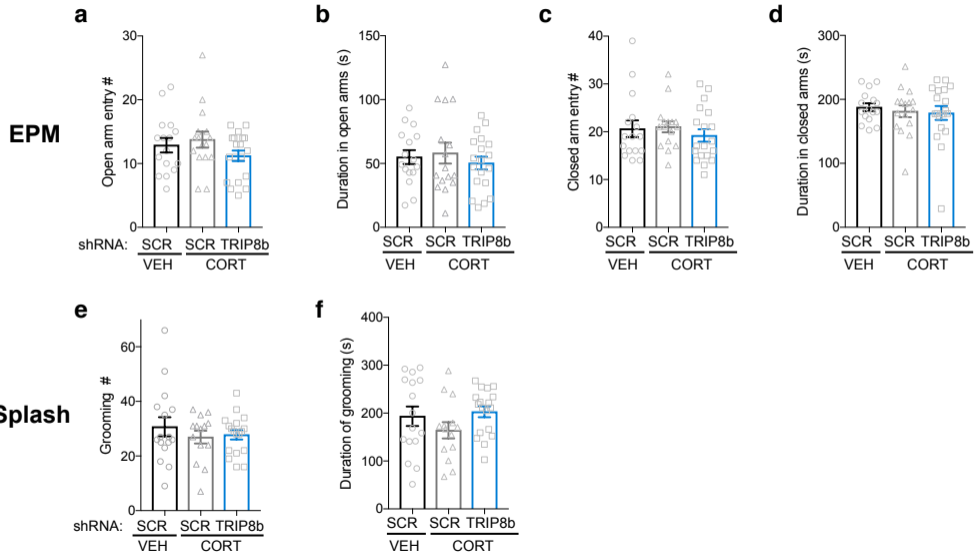 a
b
c
d
EPM
Open arm entry #
30
20
10
0
Duration in open arms (s)
150
100
50
0
Closed arm entry #
40
30
20
10
0
Duration in closed arms (s)
300
200
100
0
shRNA: SCR SCR TRIP8b
VEH CORT
SCR SCR TRIP8b
VEH CORT
SCR SCR TRIP8b
VEH CORT
SCR SCR TRIP8b
VEH CORT
e
f
Splash
Grooming #
60
40
20
0
Duration of grooming (s)
400
300
200
100
0
shRNA: SCR SCR TRIP8b
VEH CORT
SCR SCR TRIP8b
VEH CORT